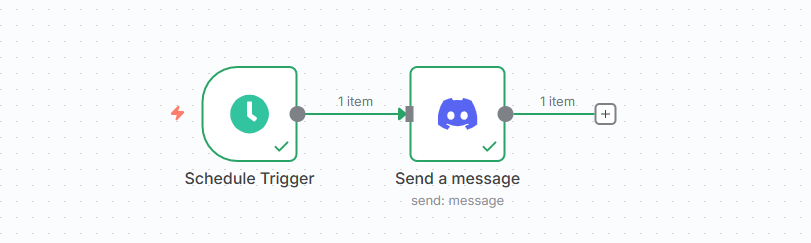 1 item
1 item
Schedule Trigger
Send a message
send: message